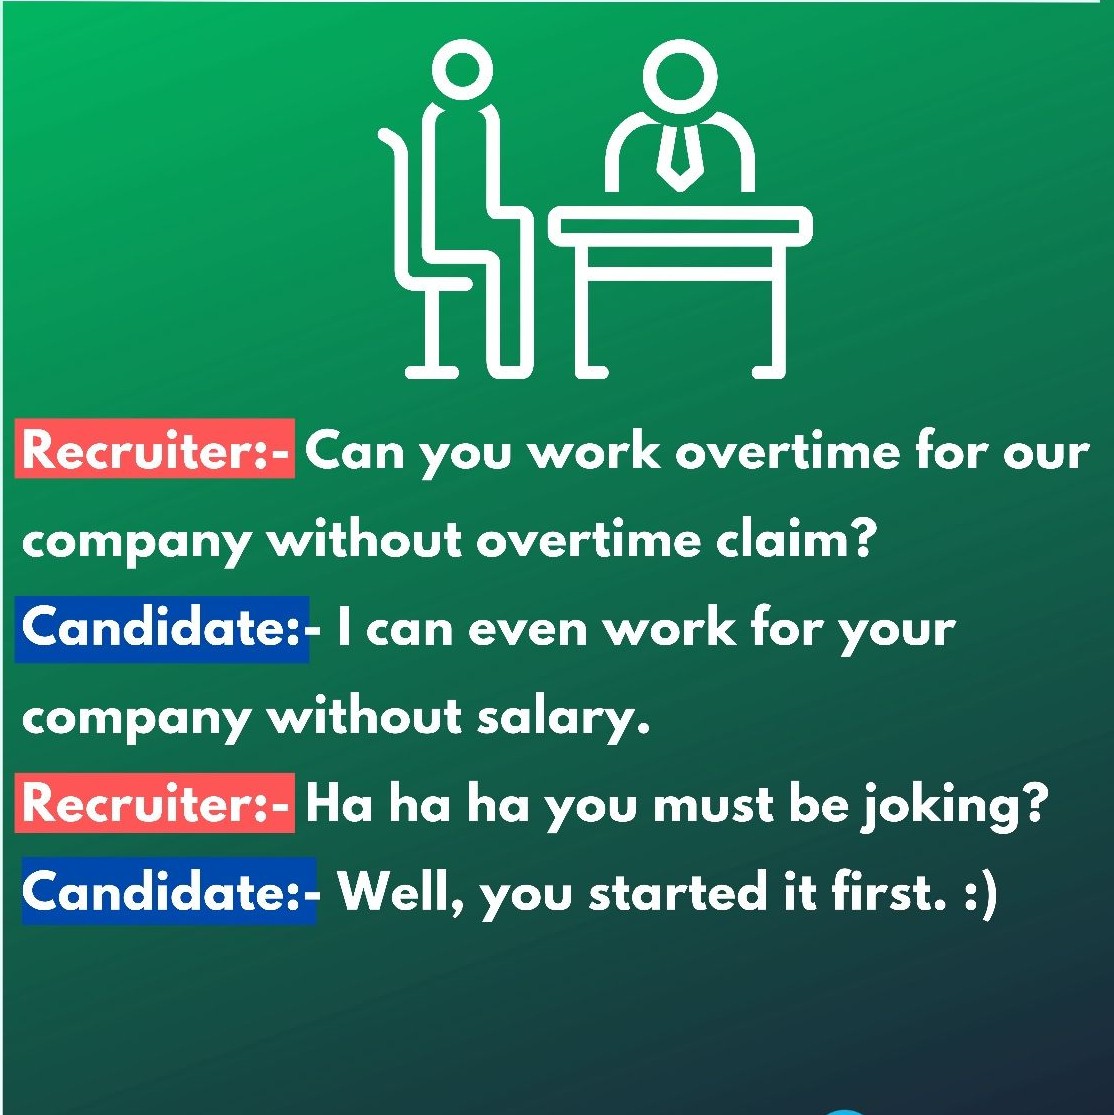 Recruiter:- Can you work overtime for our
company without overtime claim?
Candidate:- I can even work for your
company without salary.
Recruiter:- Ha ha ha you must be joking?
Candidate:- Well, you started it first. :)